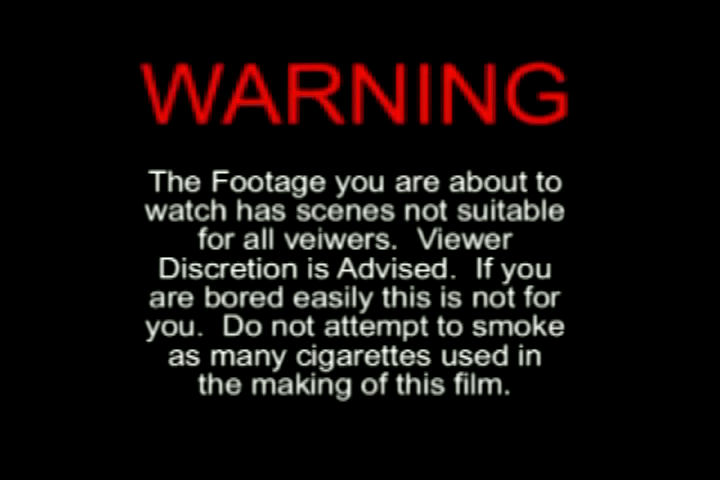 WARNING
The Footage you are about to
watch has scenes not suitable
for all veiwers.  Viewer
Discretion is Advised.  If you
are bored easily this is not for
you.  Do not attempt to smoke
as many cigarettes used in
the making of this film.